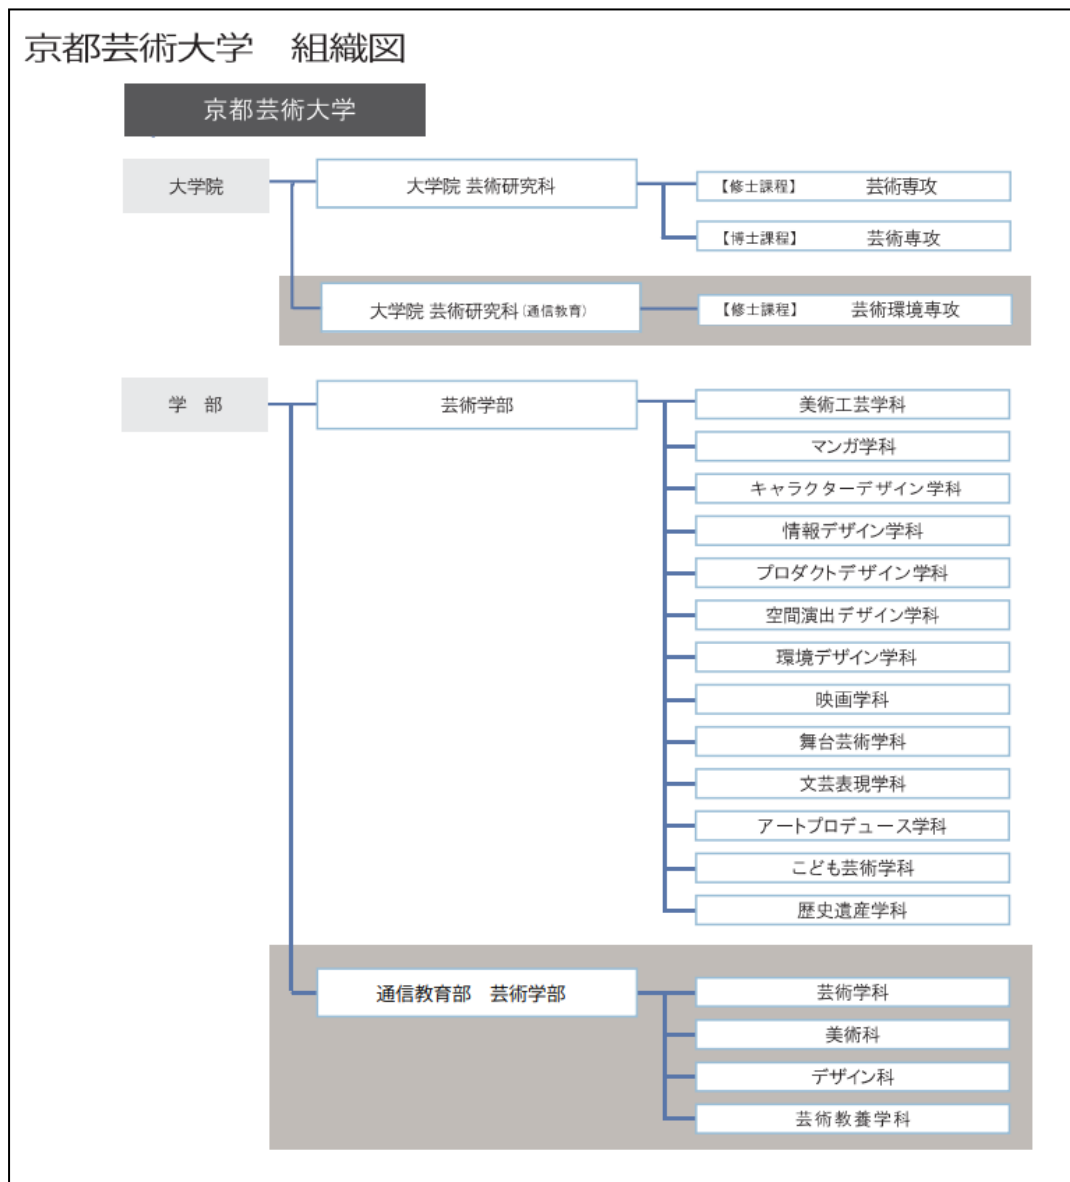 京都芸術大学　組織図
京都芸術大学
大学院
大学院 芸術研究科
【修士課程】　芸術専攻
【博士課程】　芸術専攻
大学院 芸術研究科(通信教育)
【修士課程】　芸術環境専攻
学　部
芸術学部
美術工芸学科
マンガ学科
キャラクターデザイン学科
情報デザイン学科
プロダクトデザイン学科
空間演出デザイン学科
環境デザイン学科
映画学科
舞台芸術学科
文芸表現学科
アートプロデュース学科
こども芸術学科
歴史遺産学科
通信教育部　芸術学部
芸術学科
美術科
デザイン科
芸術教養学科